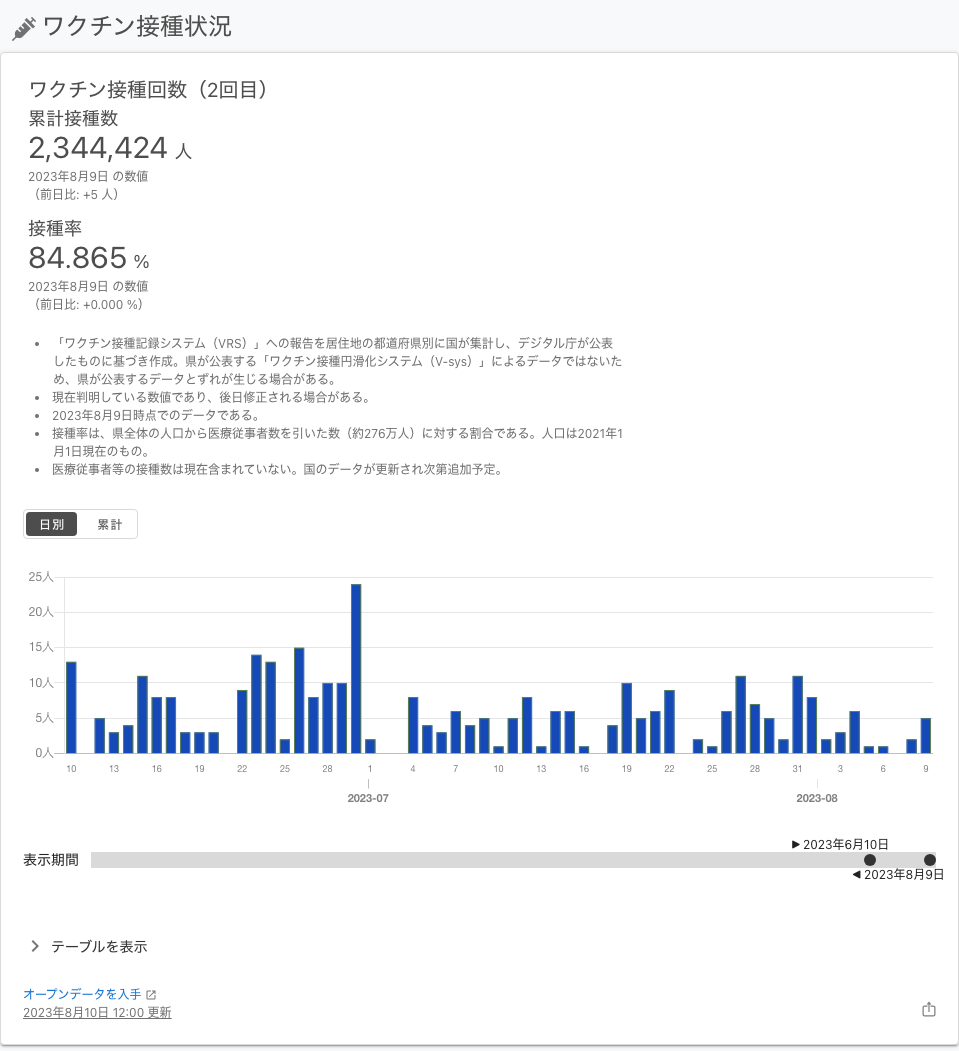 ワクチン接種状況
ワクチン接種回数（2回目）
累計接種数
2,344,424 人
2023年8月9日 の数値
（前日比: +5 人）
接種率
84.865 %
2023年8月9日 の数値
（前日比: +0.000 %）
• 「ワクチン接種記録システム（VRS）」への報告を居住地の都道府県別に国が集計し、デジタル庁が公表
したものに基づき作成。県が公表する「ワクチン接種円滑化システム（V-sys）」によるデータではないた
め、県が公表するデータとずれが生じる場合がある。
• 現在判明している数値であり、後日修正される場合がある。
• 2023年8月9日時点でのデータである。
• 接種率は、県全体の人口から医療従事者数を引いた数（約276万人）に対する割合である。人口は2021年1
月1日現在のもの。
• 医療従事者等の接種数は現在含まれていない。国のデータが更新され次第追加予定。
日別 累計
25人
20人
15人
10人
5人
0人
10 13 16 19 22 25 28 1 4 7 10 13 16 19 22 25 28 31 3 6 9
2023-07 2023-08
2023年6月10日
表示期間
2023年8月9日
テーブルを表示
オープンデータを入手
2023年8月10日 12:00 更新